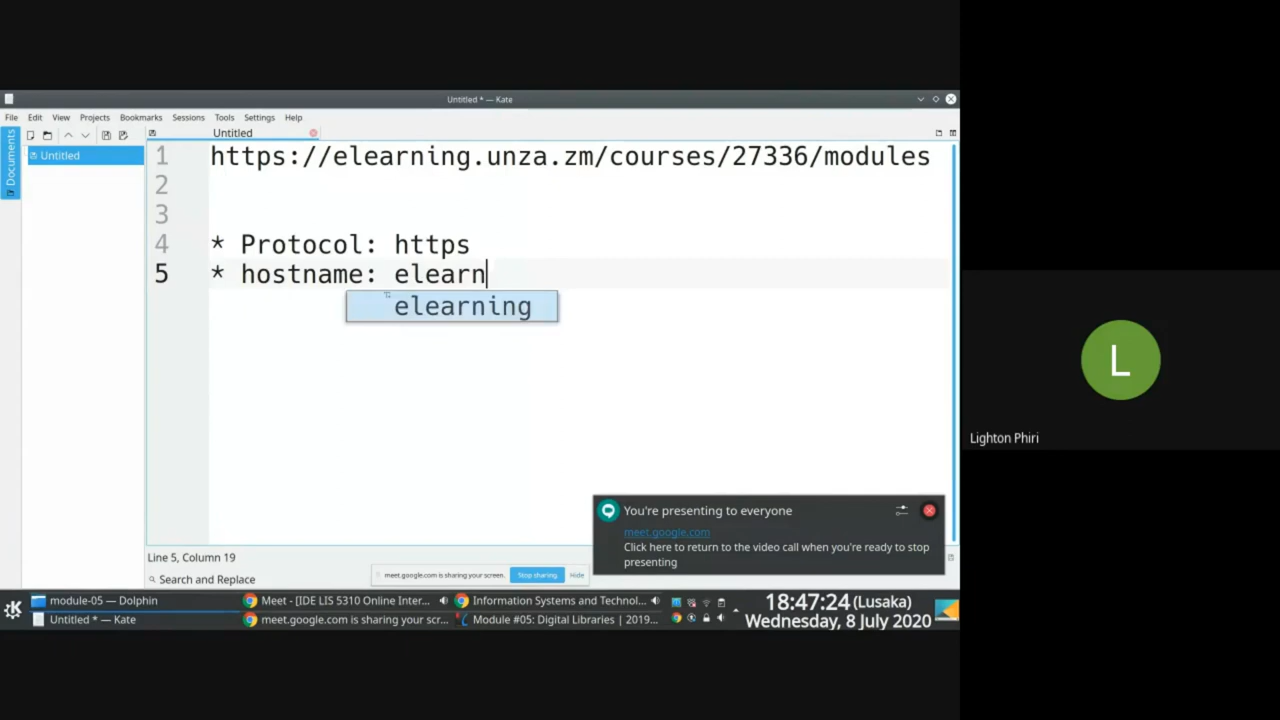 Untitled * — Kate
File Edit View Projects Bookmarks Sessions Tools Settings Help
Documents
Untitled
Untitled
1 https://elearning.unza.zm/courses/27336/modules
2
3
4 * Protocol: https
5 * hostname: elearn
elearning
L
Lighton Phiri
You're presenting to everyone
meet.google.com
Click here to return to the video call when you're ready to stop
presenting
Line 5, Column 19
Search and Replace
meet.google.com is sharing your screen.
Stop sharing
Hide
module-05 — Dolphin
Meet - [IDE LIS 5310 Online Inter...
Information Systems and Technol...
18:47:24 (Lusaka)
Untitled * — Kate
meet.google.com is sharing your scr...
Module #05: Digital Libraries | 2019...
Wednesday, 8 July 2020